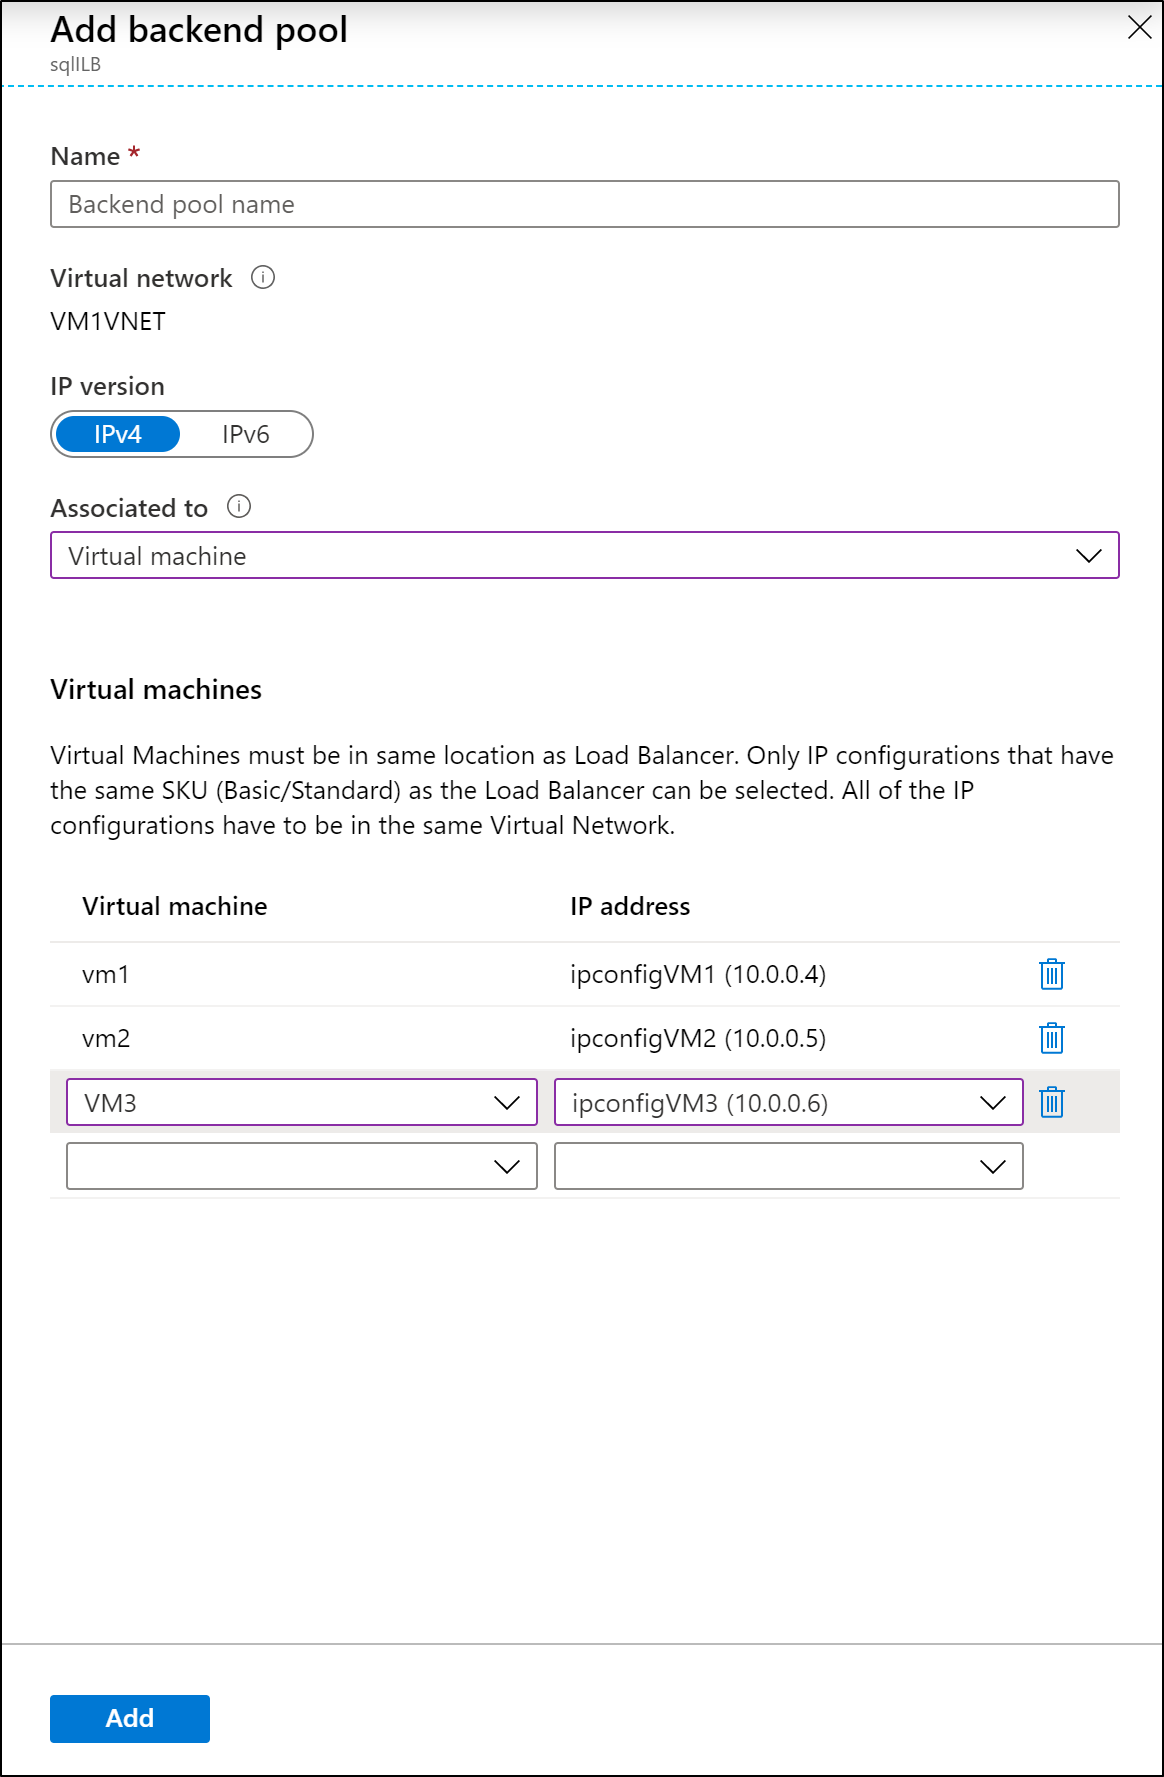 Add backend pool
sqlILB
Name *
Backend pool name
Virtual network
VM1VNET
IP version
IPv4 IPv6
Associated to
Virtual machine
Virtual machines
Virtual Machines must be in same location as Load Balancer. Only IP configurations that have
the same SKU (Basic/Standard) as the Load Balancer can be selected. All of the IP
configurations have to be in the same Virtual Network.
Virtual machine IP address
vm1 ipconfigVM1 (10.0.0.4)
vm2 ipconfigVM2 (10.0.0.5)
VM3 ipconfigVM3 (10.0.0.6)
Add